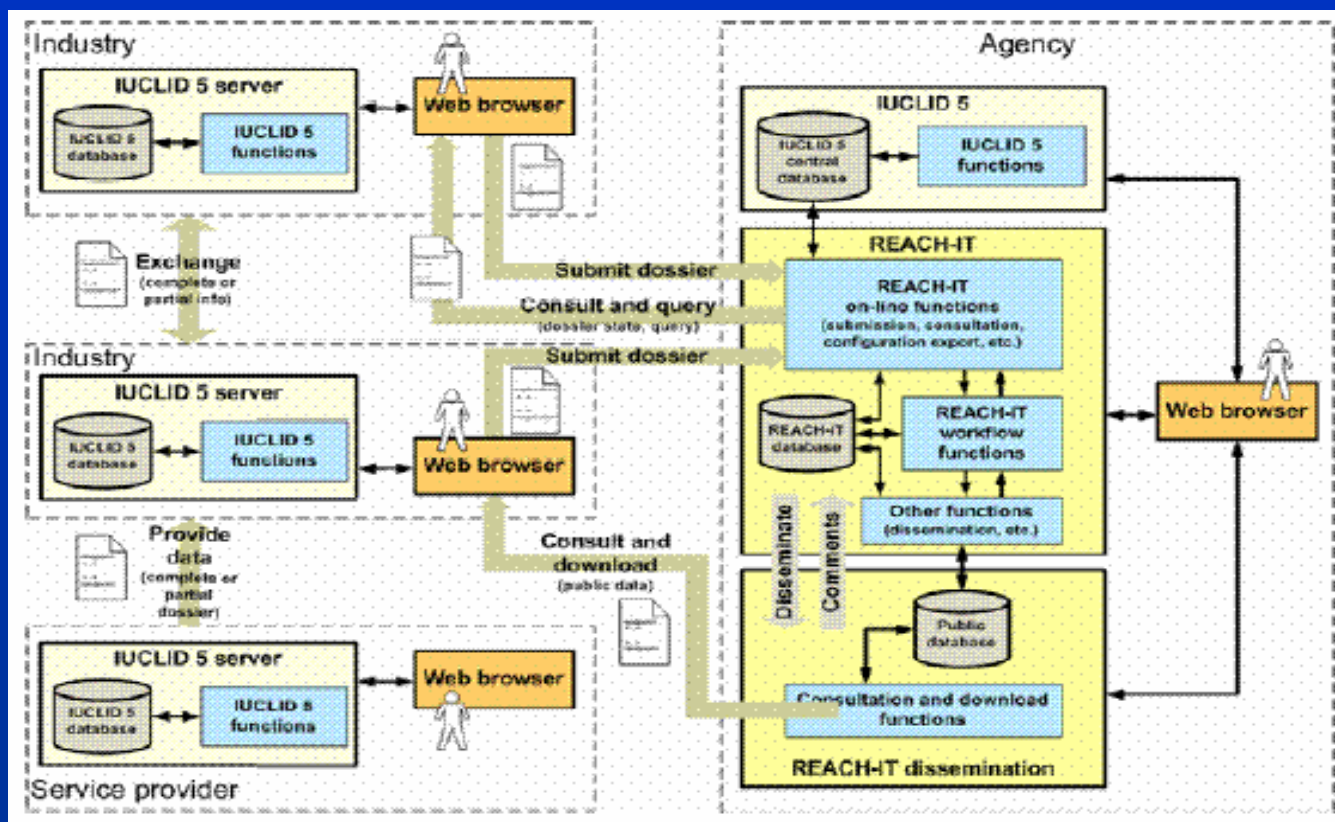 Industry
IUCLID 5 server
IUCLID 5
database
IUCLID 5
functions
Web browser
Exchange
(complete or
partial info)
Submit dossier
Consult and query
(dossier state, query)
Submit dossier
Industry
IUCLID 5 server
IUCLID 5
database
IUCLID 5
functions
Web browser
Provide
data
(complete or
partial
dossier)
Consult and
download
(public data)
IUCLID 5 server
IUCLID 5
database
IUCLID 5
functions
Web browser
Service provider
Agency
IUCLID 5
IUCLID 5
central
database
IUCLID 5
functions
REACH-IT
REACH-IT
on-line functions
(submission, consultation,
configuration export, etc.)
REACH-IT
database
REACH-IT
workflow
functions
Other functions
(dissemination, etc.)
Disseminate
Comments
Public
database
Consultation and download
functions
REACH-IT dissemination
Web browser